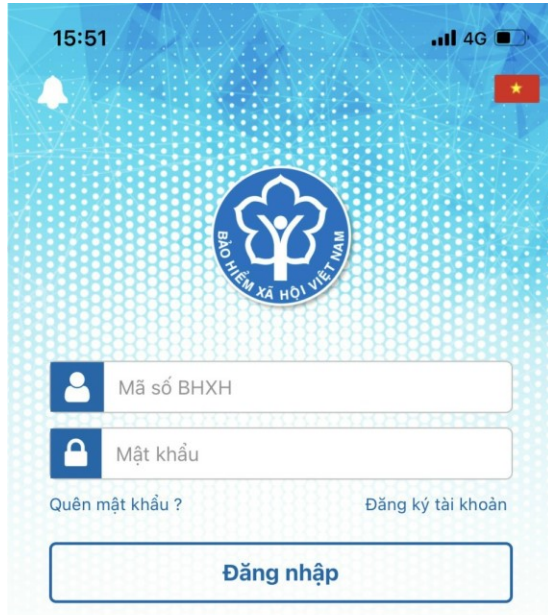 15:51 4G
BẢO HIỂM XÃ HỘI VIỆT NAM
Mã số BHXH
Mật khẩu
Quên mật khẩu ? Đăng ký tài khoản
Đăng nhập